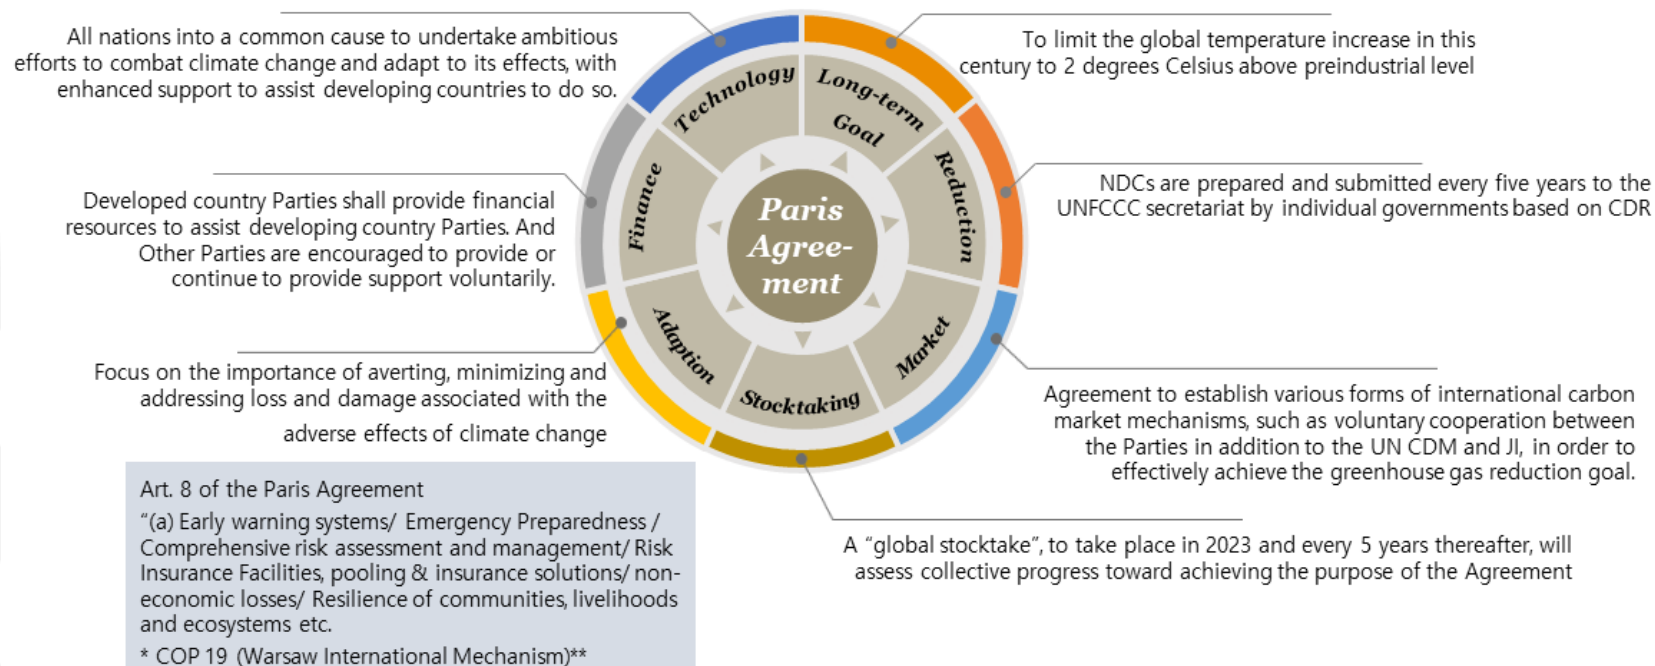 All nations into a common cause to undertake ambitious
efforts to combat climate change and adapt to its effects, with
enhanced support to assist developing countries to do so.
Developed country Parties shall provide financial
resources to assist developing country Parties. And
Other Parties are encouraged to provide or
continue to provide support voluntarily.
Focus on the importance of averting, minimizing and
addressing loss and damage associated with the
adverse effects of climate change
Art. 8 of the Paris Agreement
"(a) Early warning systems/ Emergency Preparedness /
Comprehensive risk assessment and management/ Risk
Insurance Facilities, pooling & insurance solutions/ non-
economic losses/ Resilience of communities, livelihoods
and ecosystems etc.
* COP 19 (Warsaw International Mechanism)**
Technology
Long-term
Goal
Finance
Reduction
Paris
Agree-
ment
Adaption
Market
Stocktaking
To limit the global temperature increase in this
century to 2 degrees Celsius above preindustrial level
NDCs are prepared and submitted every five years to the
UNFCCC secretariat by individual governments based on CDR
Agreement to establish various forms of international carbon
market mechanisms, such as voluntary cooperation between
the Parties in addition to the UN CDM and JI, in order to
effectively achieve the greenhouse gas reduction goal.
A "global stocktake", to take place in 2023 and every 5 years thereafter, will
assess collective progress toward achieving the purpose of the Agreement